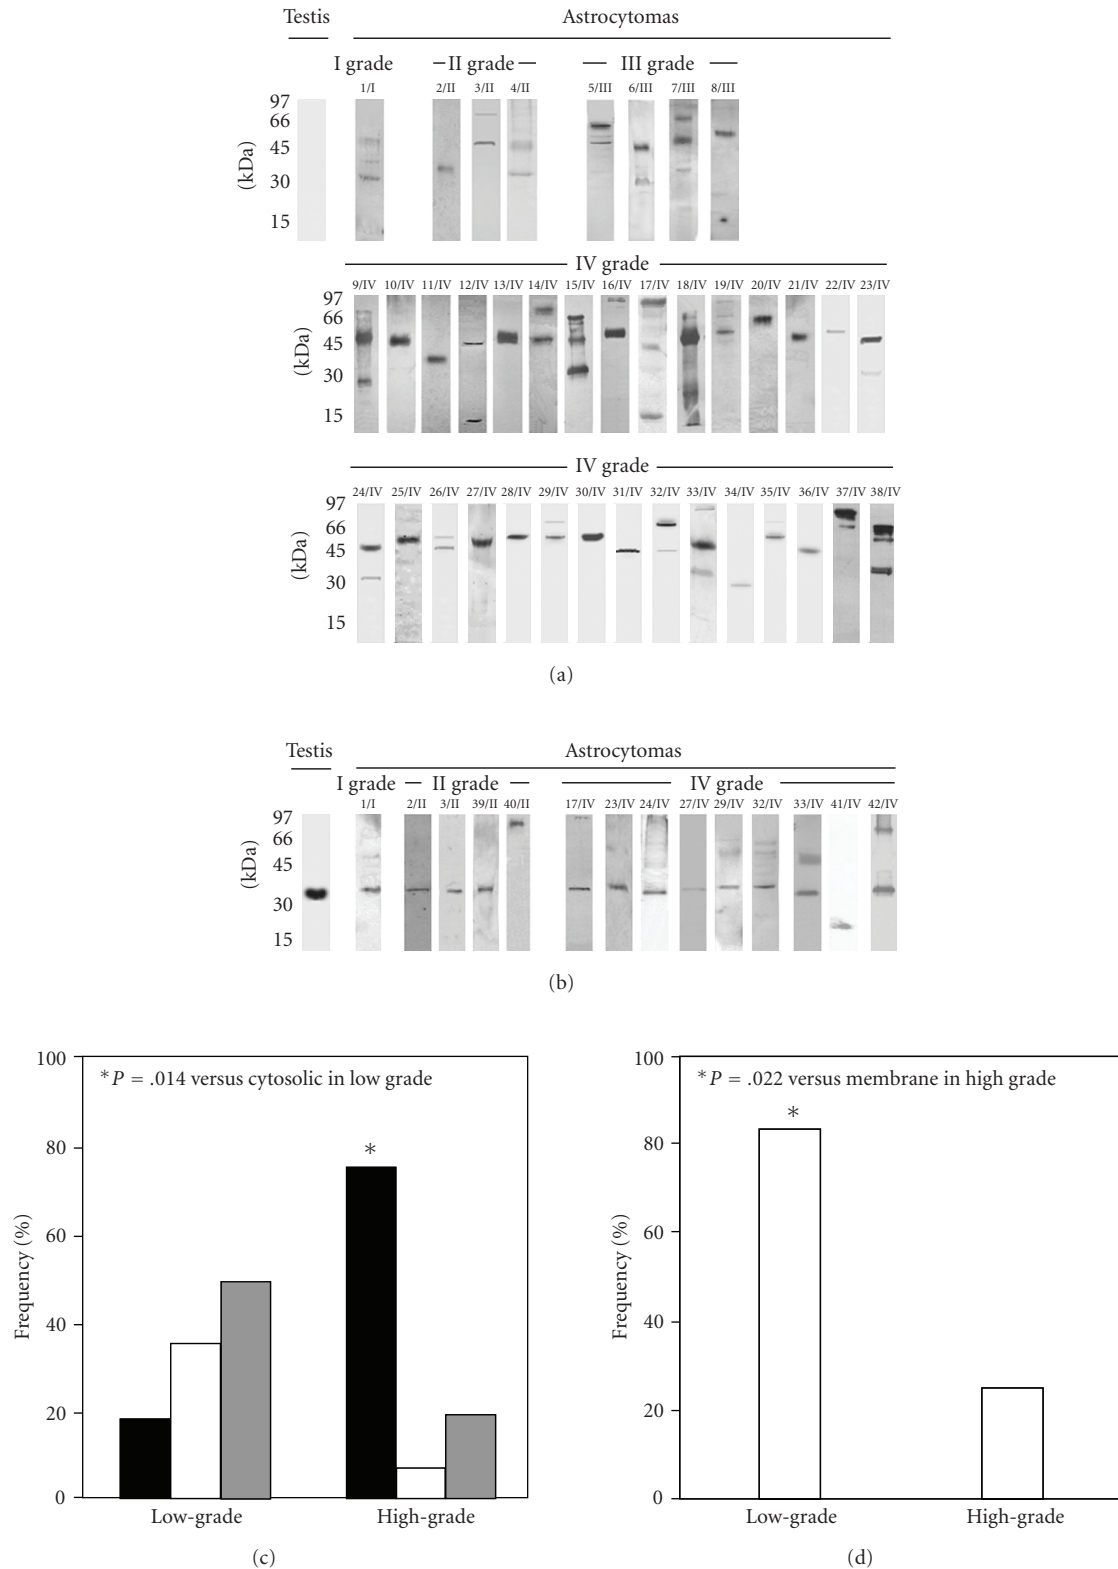 Testis Astrocytomas
I grade II grade III grade
1/I 2/II 3/II 4/II 5/III 6/III 7/III 8/III
97
66
45
30
15
(kDa)
IV grade
9/IV 10/IV 11/IV 12/IV 13/IV 14/IV 15/IV 16/IV 17/IV 18/IV 19/IV 20/IV 21/IV 22/IV 23/IV
97
66
45
30
15
(kDa)
IV grade
24/IV 25/IV 26/IV 27/IV 28/IV 29/IV 30/IV 31/IV 32/IV 33/IV 34/IV 35/IV 36/IV 37/IV 38/IV
97
66
45
30
15
(kDa)
(a)
Testis Astrocytomas
I grade II grade IV grade
1/I 2/II 3/II 39/II 40/II 17/IV 23/IV 24/IV 27/IV 29/IV 32/IV 33/IV 41/IV 42/IV
97
66
45
30
15
(kDa)
(b)
100
80
60
40
20
0
Frequency (%)
*P = .014 versus cytosolic in low grade
*
Low-grade High-grade
(c)
100
80
60
40
20
0
Frequency (%)
*P = .022 versus membrane in high grade
*
Low-grade High-grade
(d)